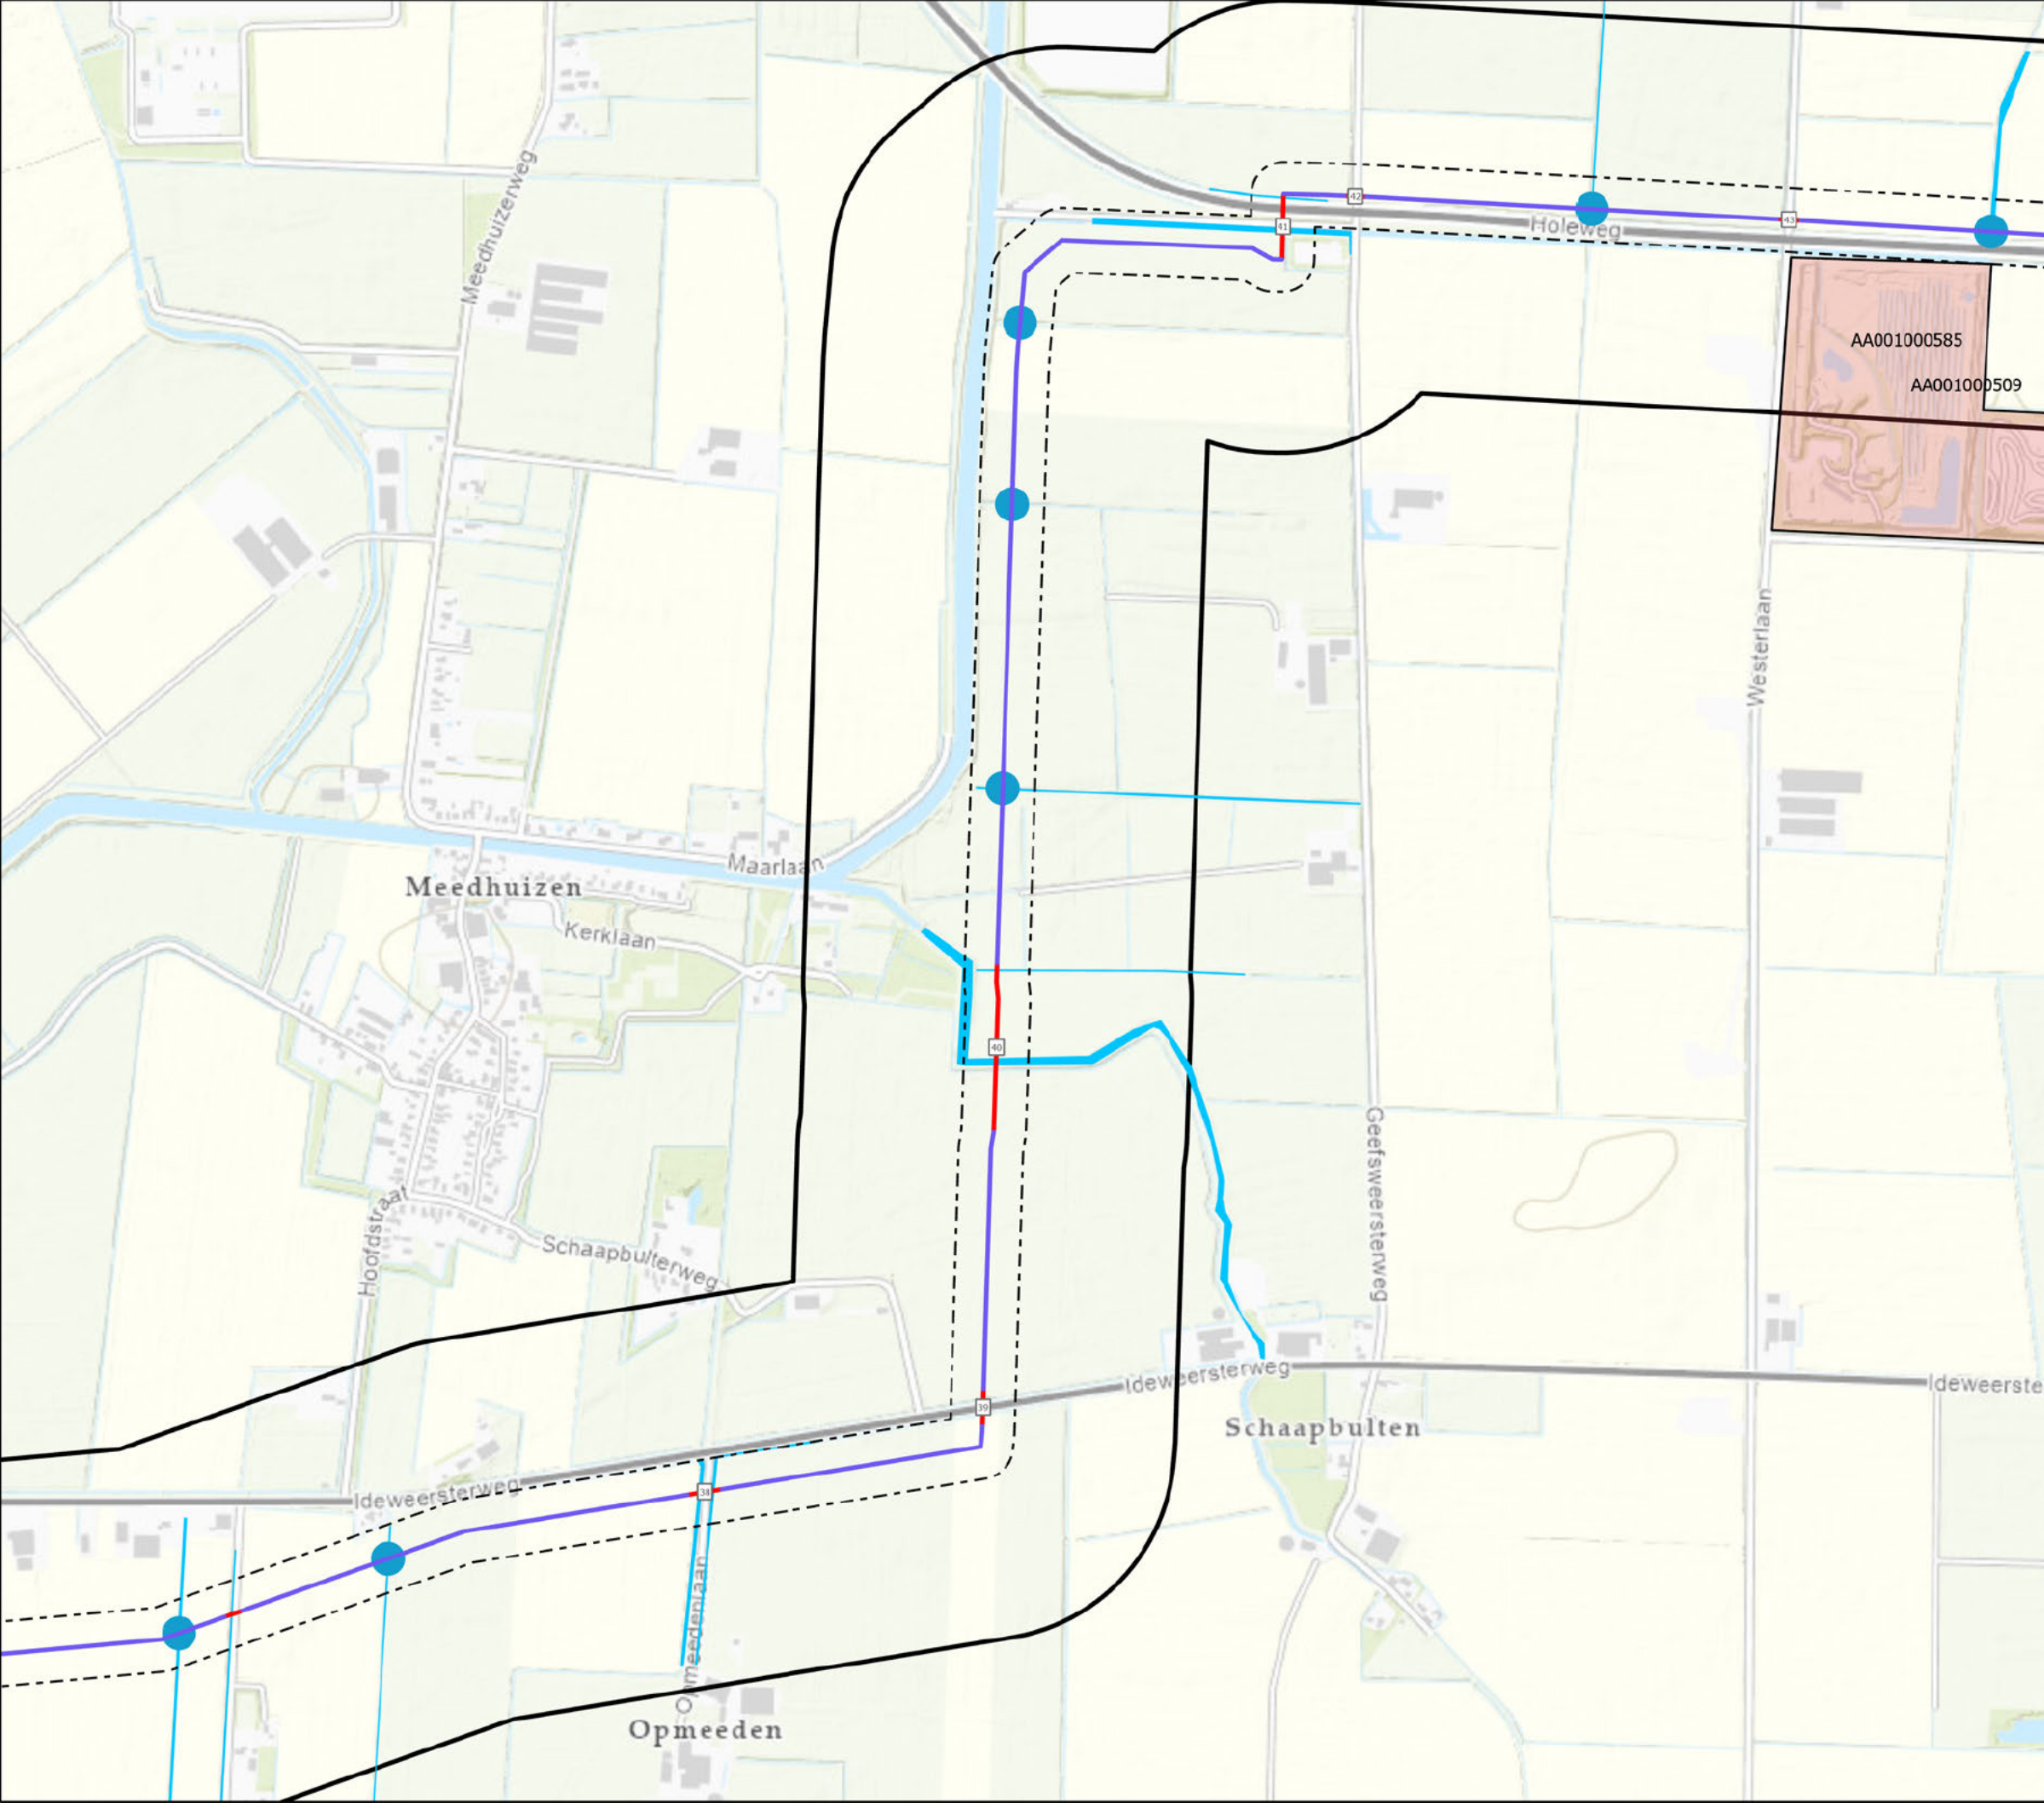 Meedhuizerweg
42
41
43
Holeweg
AA001000585
AA001000509
Westerlaan
Maarlaan
Meedhuizen
Kerklaan
40
Geefsweersterweg
Hoofdstraat
Schaapbulterweg
Ideweersterweg
Ideweerste
39
Schaapbulten
Ideweersterweg
38
Opmeedenlaan
Opmeeden